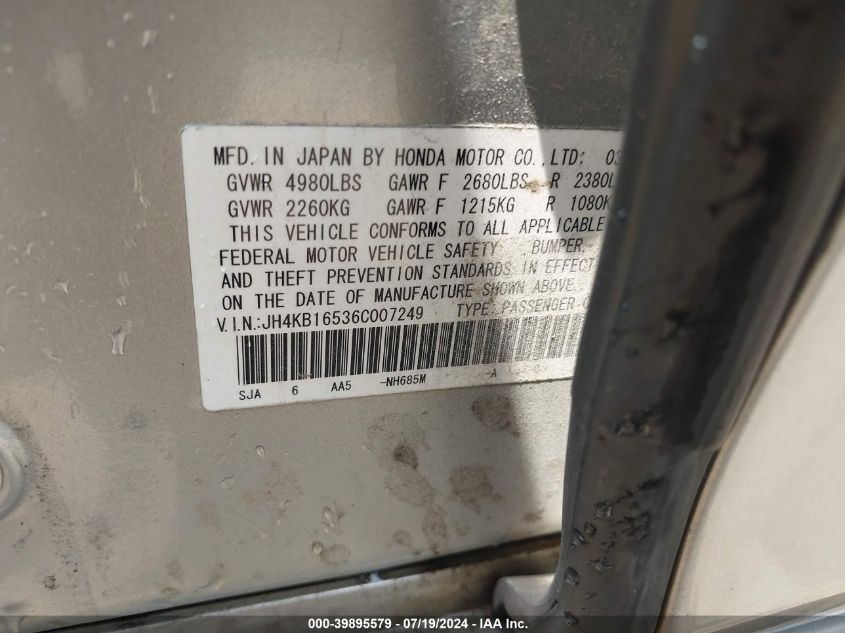 MFD. IN JAPAN BY HONDA MOTOR CO.,LTD; 03
GVWR 4980LBS GAWR F 2680LBS R 2380L
GVWR 2260KG GAWR F 1215KG R 1080K
THIS VEHICLE CONFORMS TO ALL APPLICABLE
FEDERAL MOTOR VEHICLE SAFETY, BUMPER,
AND THEFT PREVENTION STANDARDS IN EFFECT
ON THE DATE OF MANUFACTURE SHOWN ABOVE.
V.I.N.:JH4KB16536C007249 TYPE: PASSENGER
SJA 6 AA5 -NH685M -A
000-39895579 - 07/19/2024 - IAA Inc.